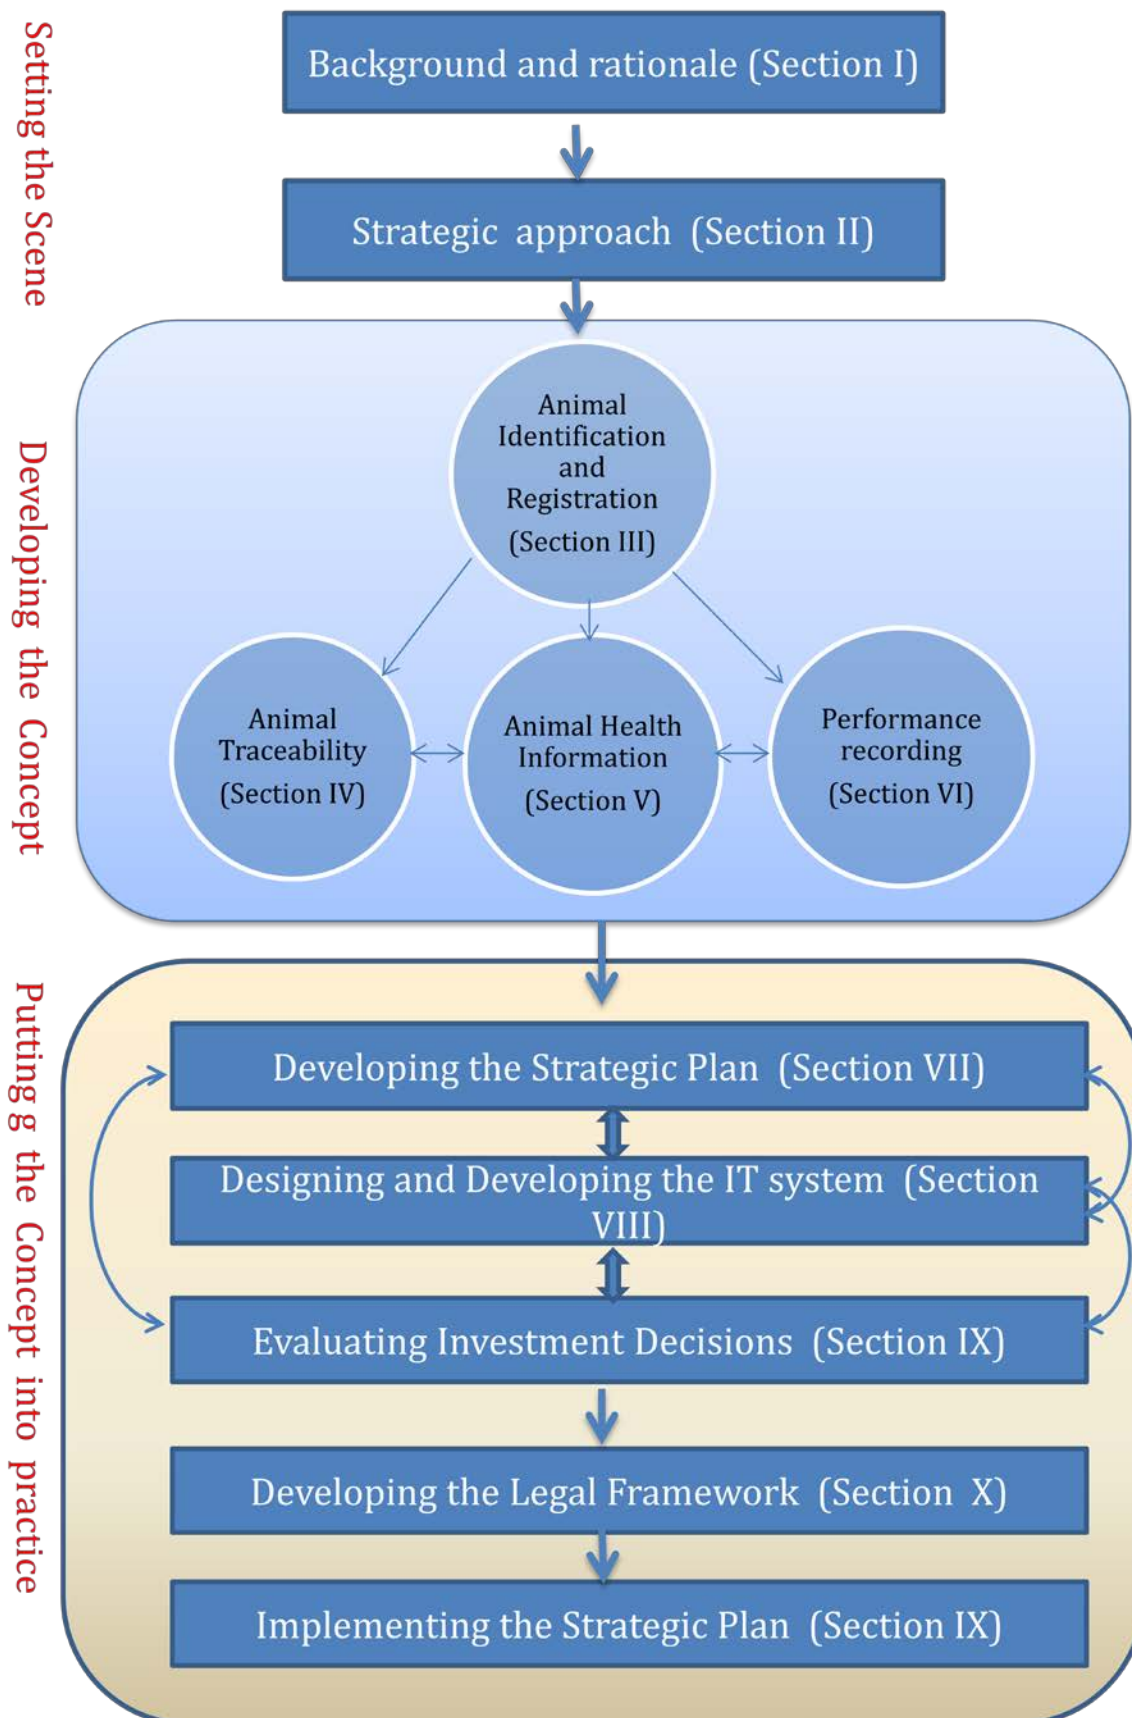 Setting the Scene
Background and rationale (Section I)
Strategic approach (Section II)
Developing the Concept
Animal
Identification
and
Registration
(Section III)
Animal
Traceability
(Section IV)
Animal Health
Information
(Section V)
Performance
recording
(Section VI)
Putting the Concept into practice
Developing the Strategic Plan (Section VII)
Designing and Developing the IT system (Section
VIII)
Evaluating Investment Decisions (Section IX)
Developing the Legal Framework (Section X)
Implementing the Strategic Plan (Section IX)